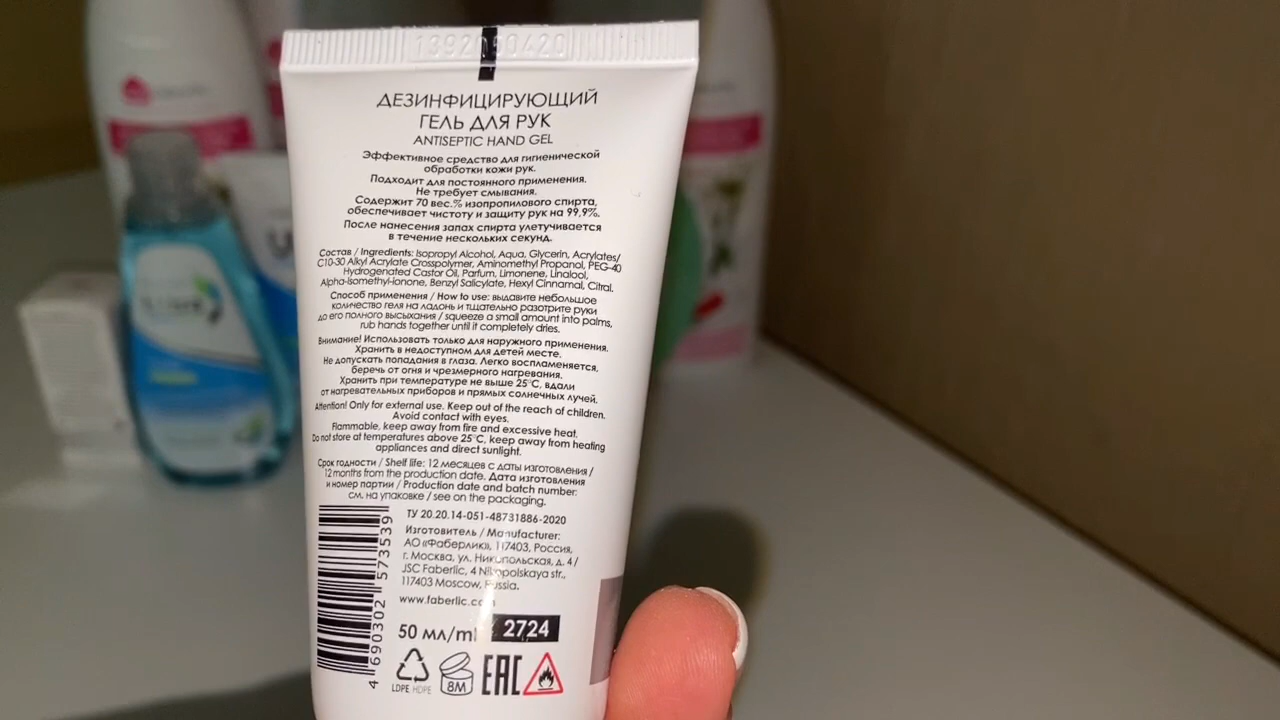 ДЕЗИНФИЦИРУЮЩИЙ
ГЕЛЬ ДЛЯ РУК
ANTISEPTIC HAND GEL
Эффективное средство для гигиенической
обработки кожи рук.
Подходит для постоянного применения.
Не требует смывания.
Содержит 70 вес.% изопропилового спирта,
обеспечивает чистоту и защиту рук на 99,9%.
После нанесения запах спирта улетучивается
в течение нескольких секунд.
Состав / Ingredients: Isopropyl Alcohol, Aqua, Glycerin, Acrylates/
C10-30 Alkyl Acrylate Crosspolymer, Aminomethyl Propanol, PEG-40
Hydrogenated Castor Oil, Parfum, Limonene, Linalool,
Alpha-Isomethyl-Ionone, Benzyl Salicylate, Hexyl Cinnamal, Citral.
Способ применения / How to use: выдавите небольшое
количество геля на ладонь и тщательно разотрите руки
до его полного высыхания / squeeze a small amount into palms,
rub hands together until it completely dries.
Внимание! Использовать только для наружного применения.
Хранить в недоступном для детей месте.
Не допускать попадания в глаза. Легко воспламеняется,
беречь от огня и чрезмерного нагревания.
Хранить при температуре не выше 25°C, вдали
от нагревательных приборов и прямых солнечных лучей.
Attention! Only for external use. Keep out of the reach of children.
Avoid contact with eyes.
Flammable, keep away from fire and excessive heat.
Do not store at temperatures above 25°C, keep away from heating
appliances and direct sunlight.
Срок годности / Shelf life: 12 месяцев с даты изготовления /
12 months from the production date. Дата изготовления
и номер партии / Production date and batch number:
см. на упаковке / see on the packaging.
ТУ 20.20.14-051-48731886-2020
Изготовитель / Manufacturer:
АО «Фаберлик», 117403, Россия,
г. Москва, ул. Никопольская, д. 4/
JSC Faberlic, 4 Nikopolskaya str.,
117403 Moscow, Russia.
www.faberlic.com
50 мл/ml 2724
4 690302 573539
LDPE HDPE 8M EAC